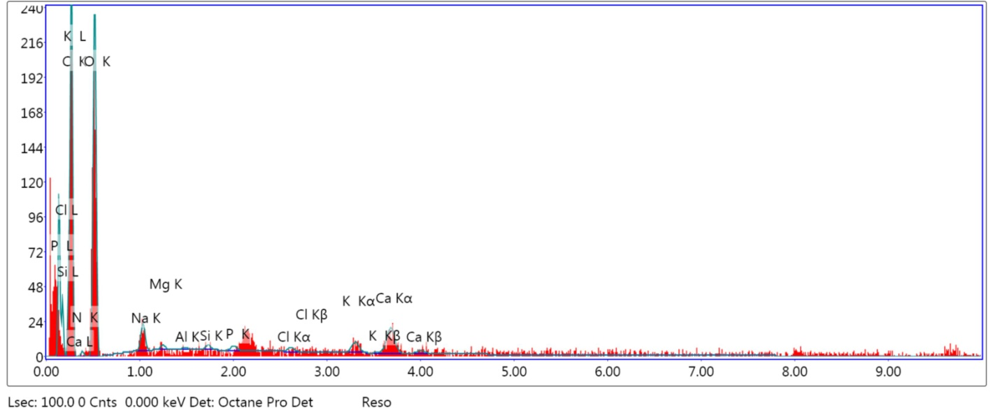 240
216
192
168
144
120
96
72
48
24
0
K L
C K O K
Cl L
P L
Si L
N K
Ca L
Na K
Mg K
Al K Si K P K
Cl Kα
Cl Kβ
K Kα Ca Kα
K Kβ Ca Kβ
0.00 1.00 2.00 3.00 4.00 5.00 6.00 7.00 8.00 9.00
Lsec: 100.0 0 Cnts 0.000 keV Det: Octane Pro Det Reso